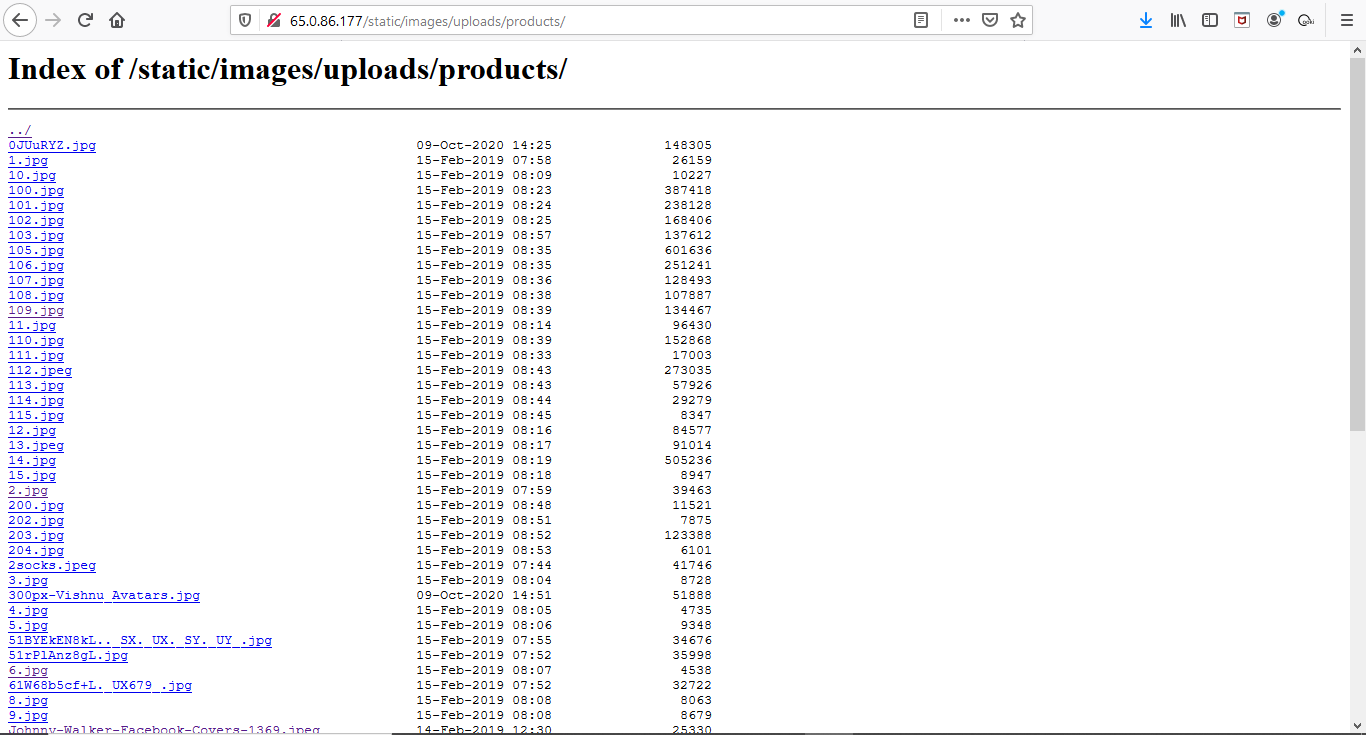 65.0.86.177/static/images/uploads/products/
Index of /static/images/uploads/products/
../
0JUuRYZ.jpg 09-Oct-2020 14:25 148305
1.jpg 15-Feb-2019 07:58 26159
10.jpg 15-Feb-2019 08:09 10227
100.jpg 15-Feb-2019 08:23 387418
101.jpg 15-Feb-2019 08:24 238128
102.jpg 15-Feb-2019 08:25 168406
103.jpg 15-Feb-2019 08:57 137612
105.jpg 15-Feb-2019 08:35 601636
106.jpg 15-Feb-2019 08:35 251241
107.jpg 15-Feb-2019 08:36 128493
108.jpg 15-Feb-2019 08:38 107887
109.jpg 15-Feb-2019 08:39 134467
11.jpg 15-Feb-2019 08:14 96430
110.jpg 15-Feb-2019 08:39 152868
111.jpg 15-Feb-2019 08:33 17003
112.jpeg 15-Feb-2019 08:43 273035
113.jpg 15-Feb-2019 08:43 57926
114.jpg 15-Feb-2019 08:44 29279
115.jpg 15-Feb-2019 08:45 8347
12.jpg 15-Feb-2019 08:16 84577
13.jpeg 15-Feb-2019 08:17 91014
14.jpg 15-Feb-2019 08:19 505236
15.jpg 15-Feb-2019 08:18 8947
2.jpg 15-Feb-2019 07:59 39463
200.jpg 15-Feb-2019 08:48 11521
202.jpg 15-Feb-2019 08:51 7875
203.jpg 15-Feb-2019 08:52 123388
204.jpg 15-Feb-2019 08:53 6101
2socks.jpeg 15-Feb-2019 07:44 41746
3.jpg 15-Feb-2019 08:04 8728
300px-Vishnu_Avatars.jpg 09-Oct-2020 14:51 51888
4.jpg 15-Feb-2019 08:05 4735
5.jpg 15-Feb-2019 08:06 9348
51BYEkEN8kL.._SX._UX._SY._UY_.jpg 15-Feb-2019 07:55 34676
51rPlAnz8gL.jpg 15-Feb-2019 07:52 35998
6.jpg 15-Feb-2019 08:07 4538
61W68b5cf+L._UX679_.jpg 15-Feb-2019 07:52 32722
8.jpg 15-Feb-2019 08:08 8063
9.jpg 15-Feb-2019 08:08 8679
Johnny-Walker-Facebook-Covers-1369.jpeg 14-Feb-2019 12:30 25330